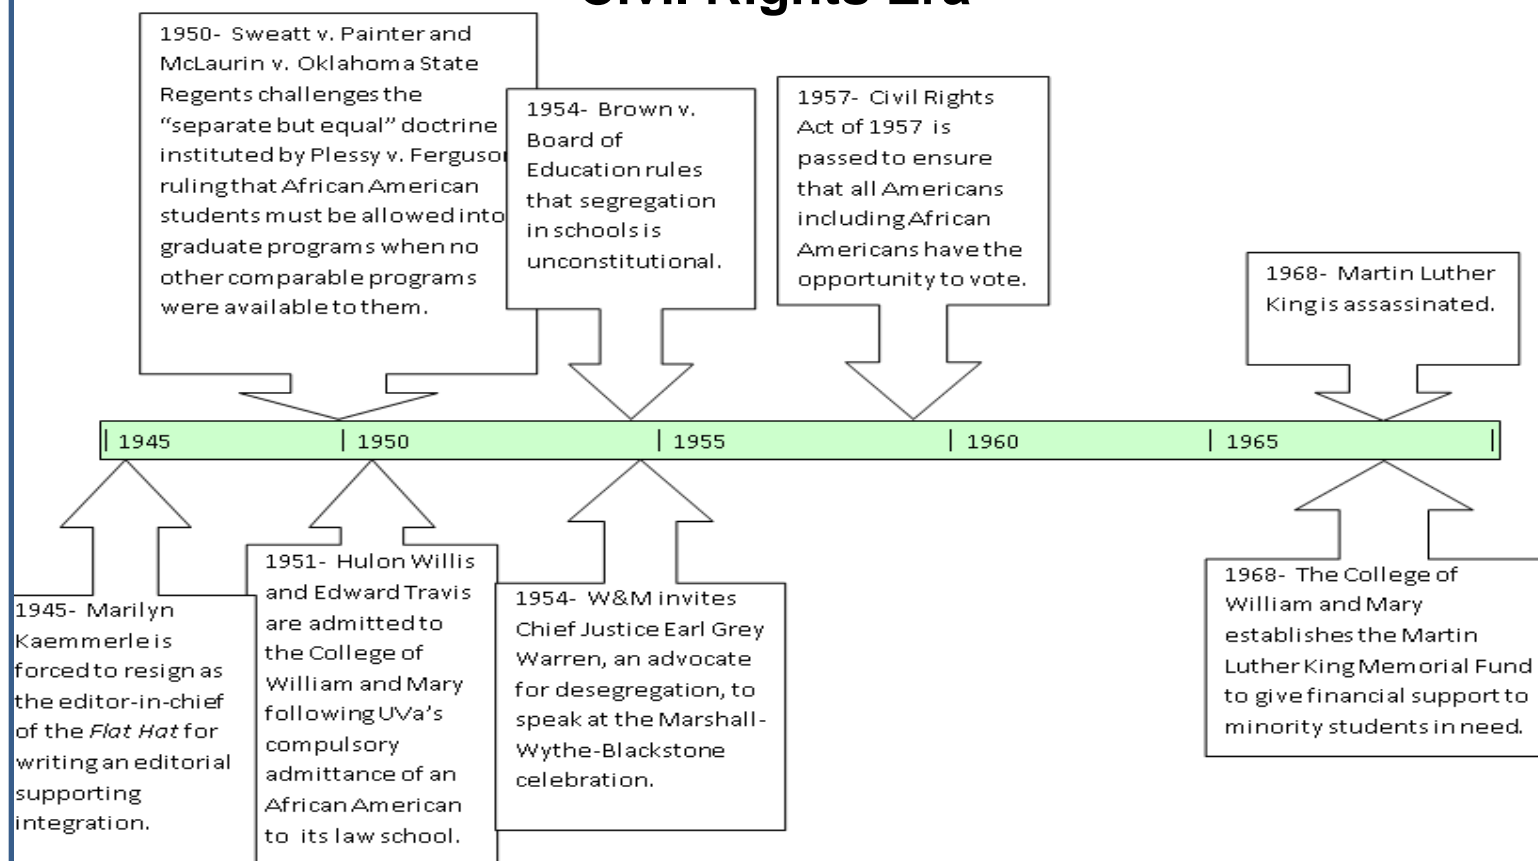 Civil Rights Era
1950- Sweatt v. Painter and
McLaurin v. Oklahoma State
Regents challenges the
“separate but equal” doctrine
instituted by Plessy v. Ferguson
ruling that African American
students must be allowed into
graduate programs when no
other comparable programs
were available to them.
1954- Brown v.
Board of
Education rules
that segregation
in schools is
unconstitutional.
1957- Civil Rights
Act of 1957 is
passed to ensure
that all Americans
including African
Americans have the
opportunity to vote.
1968- Martin Luther
King is assassinated.
| 1945 | 1950 | 1955 | 1960 | 1965 |
1945- Marilyn
Kaemmerle is
forced to resign as
the editor-in-chief
of the Flat Hat for
writing an editorial
supporting
integration.
1951- Hulon Willis
and Edward Travis
are admitted to
the College of
William and Mary
following UVa’s
compulsory
admittance of an
African American
to its law school.
1954- W&M invites
Chief Justice Earl Grey
Warren, an advocate
for desegregation, to
speak at the Marshall-
Wythe-Blackstone
celebration.
1968- The College of
William and Mary
establishes the Martin
Luther King Memorial Fund
to give financial support to
minority students in need.